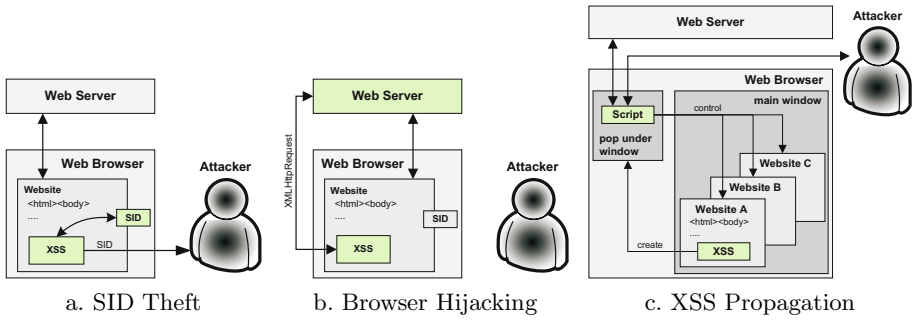 Web Server
Web Browser
Website
<html><body>
....
SID
XSS
SID
Attacker
a. SID Theft
Web Server
XMLHttpRequest
Web Browser
Website
<html><body>
....
SID
XSS
Attacker
b. Browser Hijacking
Web Server
Attacker
Web Browser
Script
control
main window
pop under
window
Website C
Website B
Website A
<html><body>
....
create
XSS
c. XSS Propagation